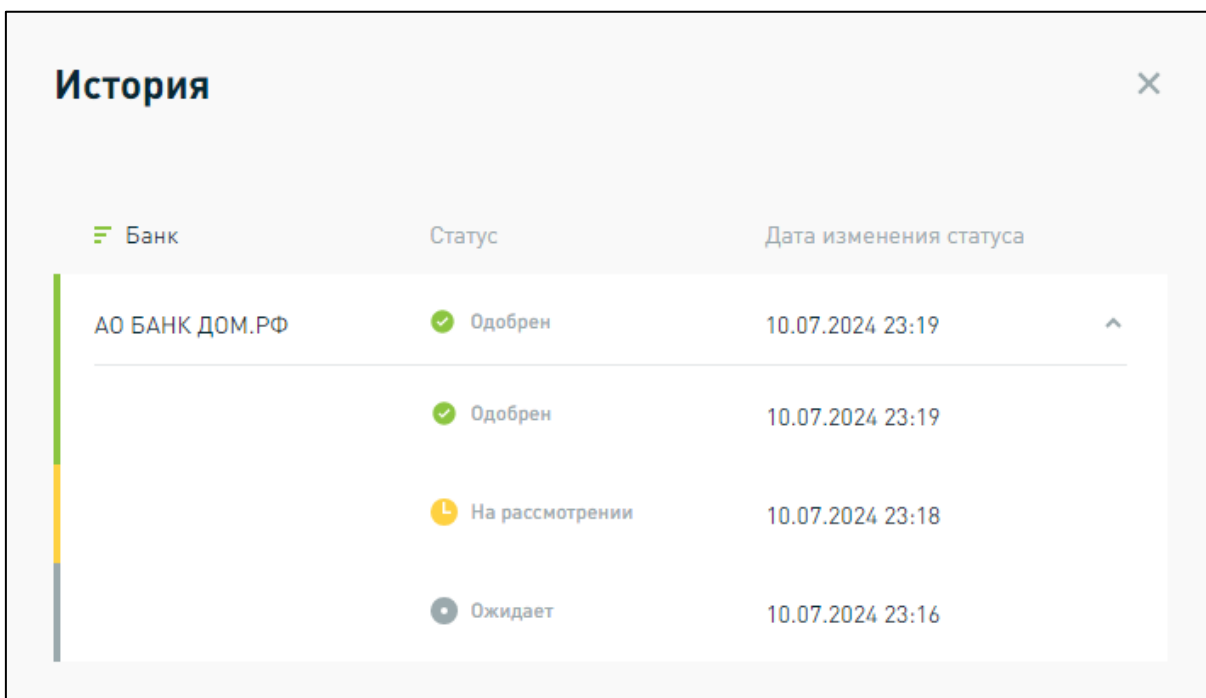 История
Банк Статус Дата изменения статуса
АО БАНК ДОМ.РФ Одобрен 10.07.2024 23:19
Одобрен 10.07.2024 23:19
На рассмотрении 10.07.2024 23:18
Ожидает 10.07.2024 23:16